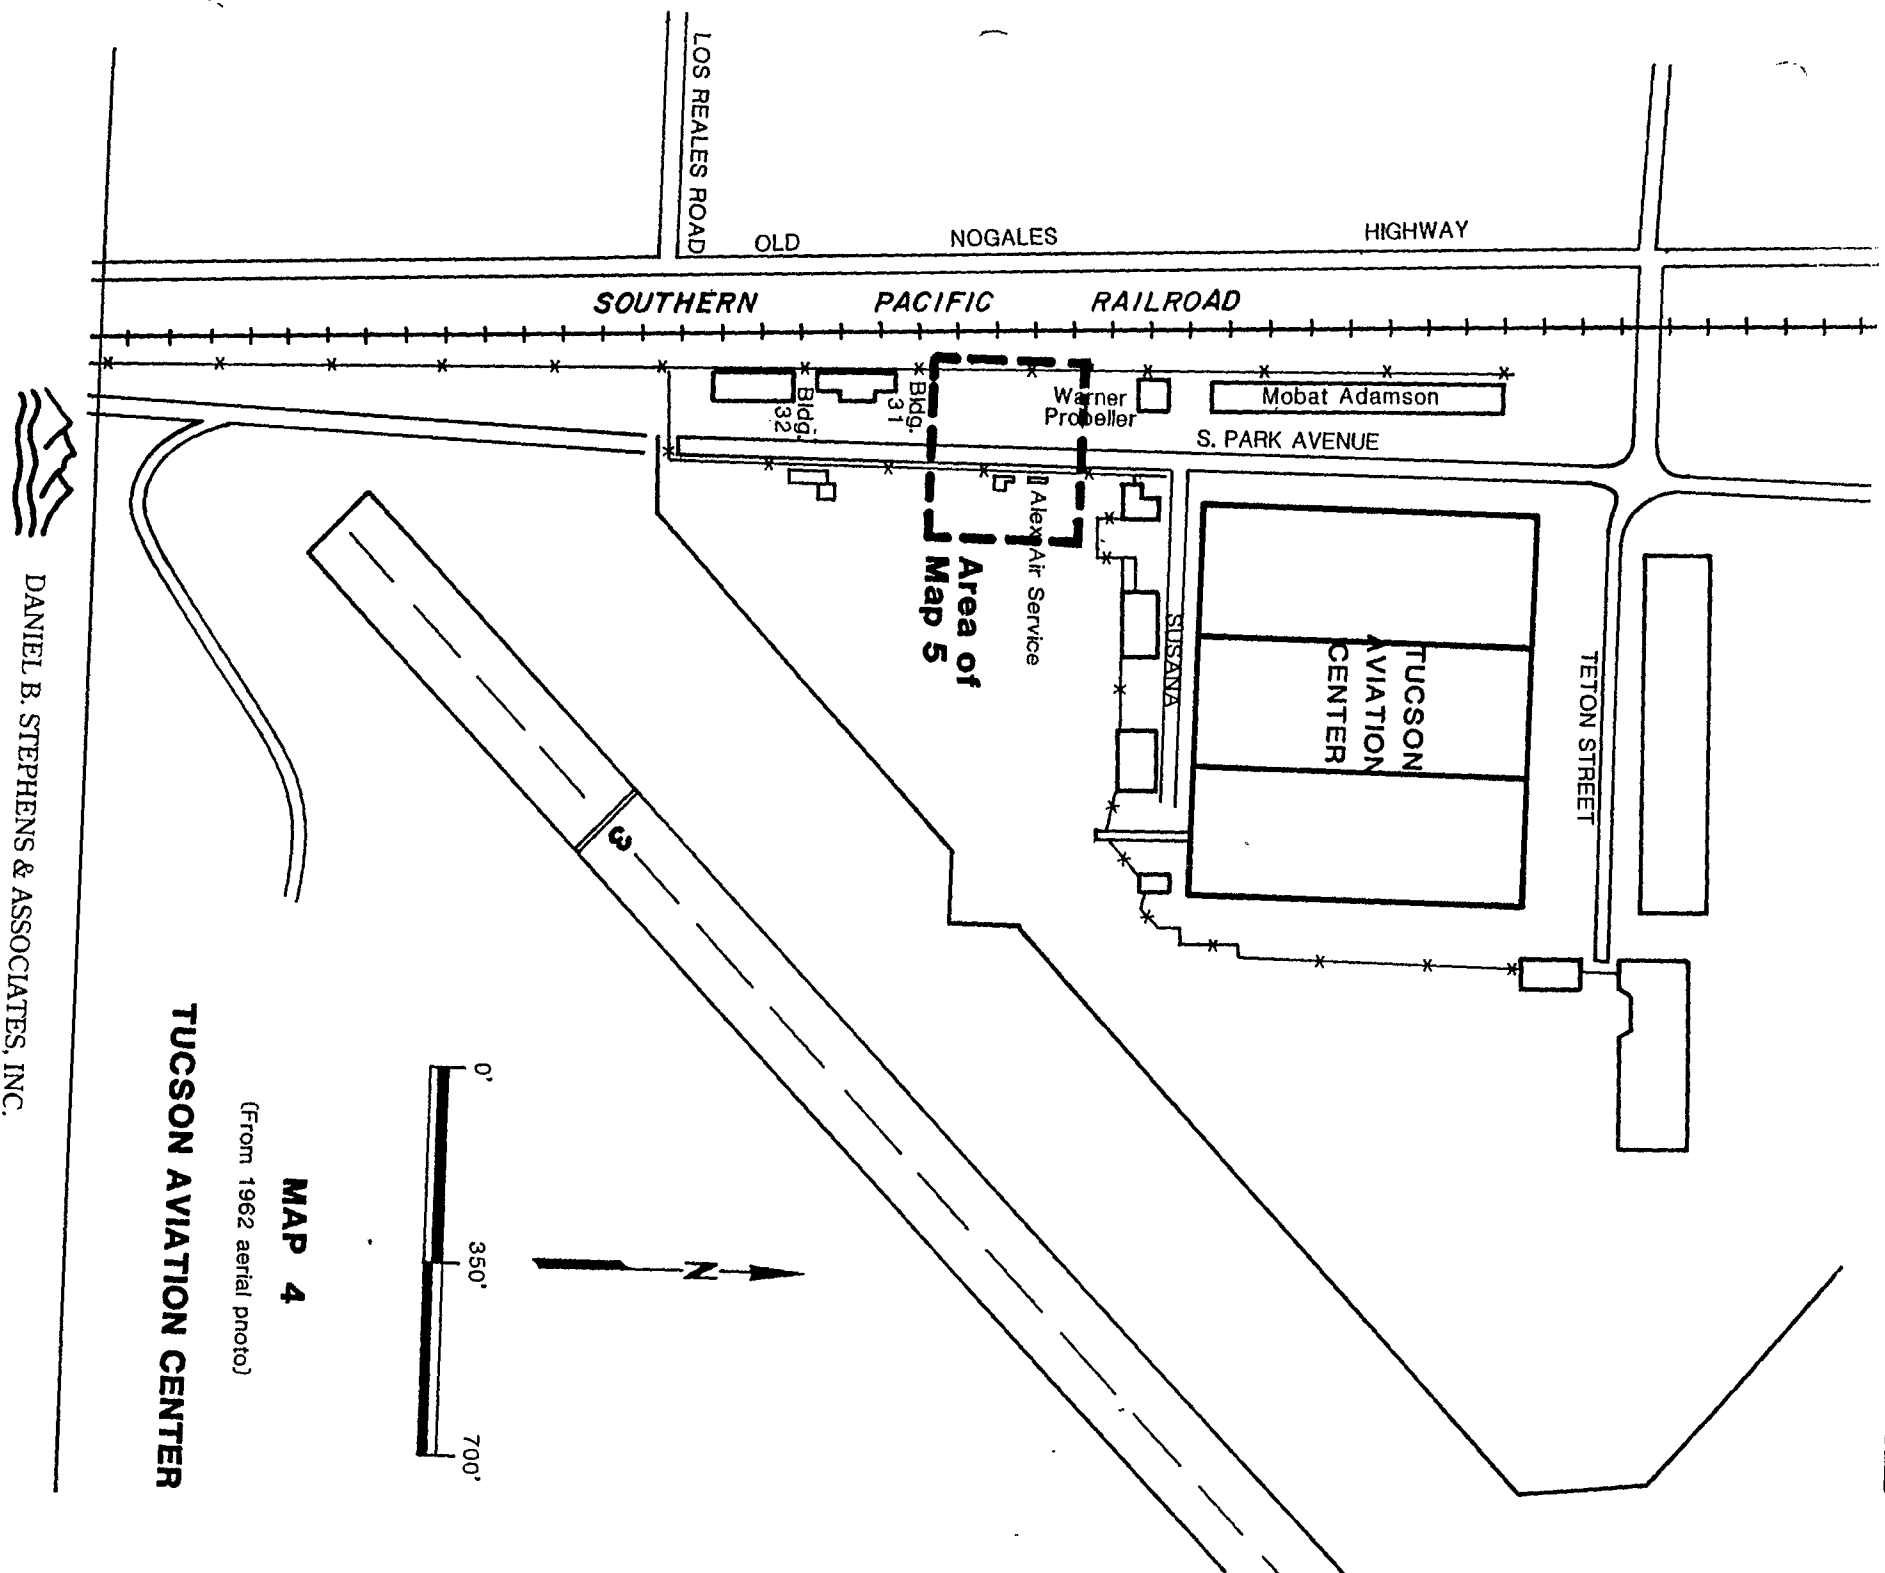 LOS REALES ROAD
OLD NOGALES HIGHWAY
SOUTHERN PACIFIC RAILROAD
Bldg.
32
Bldg.
31
Warner
Propeller
Mobat Adamson
S. PARK AVENUE
Alex Air Service
Area of
Map 5
SUSANA
TUCSON
AVIATION
CENTER
TETON STREET
3
0'
350'
700'
N
MAP 4
(From 1962 aerial photo)
TUCSON AVIATION CENTER
DANIEL B. STEPHENS & ASSOCIATES, INC.